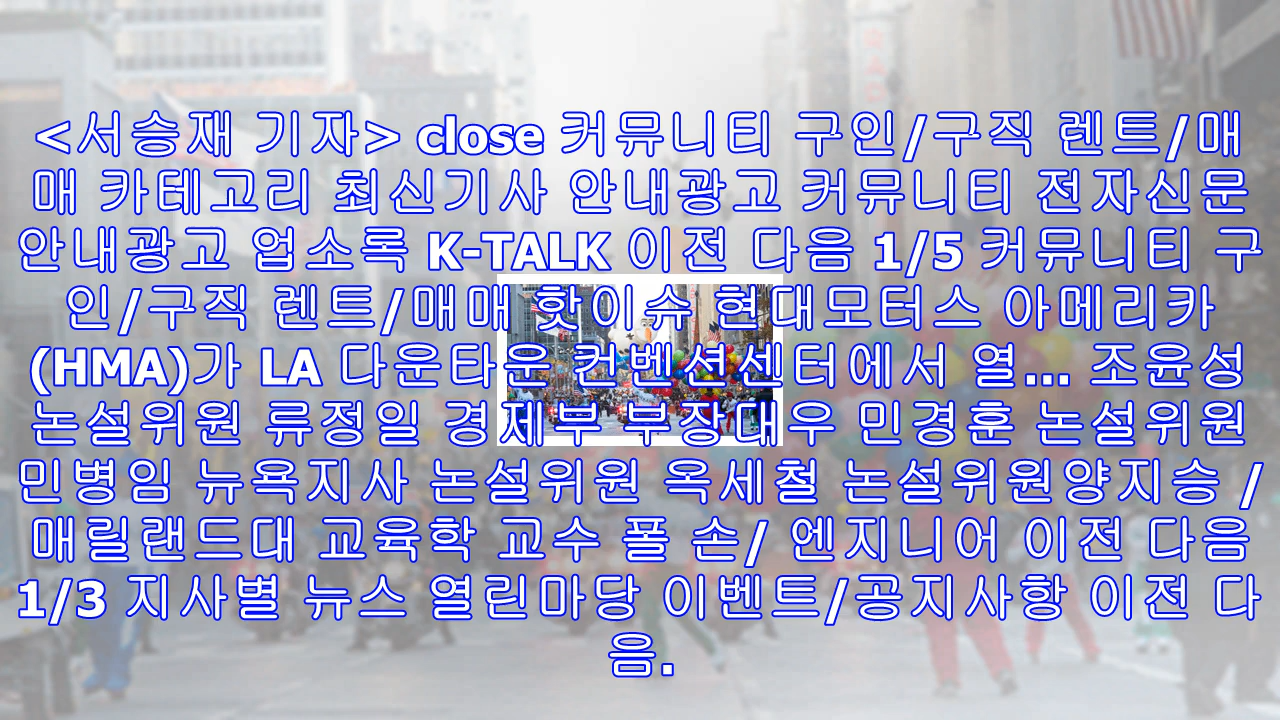 <서승재 기자> close 커뮤니티 구인/구직 렌트/매
매 카테고리 최신기사 안내광고 커뮤니티 전자신문
안내광고 업소록 K-TALK 이전 다음 1/5 커뮤니티 구
인/구직 렌트/매매 핫이슈 현대모터스 아메리카
(HMA)가 LA 다운타운 컨벤션센터에서 열... 조윤성
논설위원 류정일 경제부 부장대우 민경훈 논설위원
민병임 뉴욕지사 논설위원 옥세철 논설위원양지승 /
매릴랜드대 교육학 교수 폴 손/ 엔지니어 이전 다음
1/3 지사별 뉴스 열린마당 이벤트/공지사항 이전 다
음.